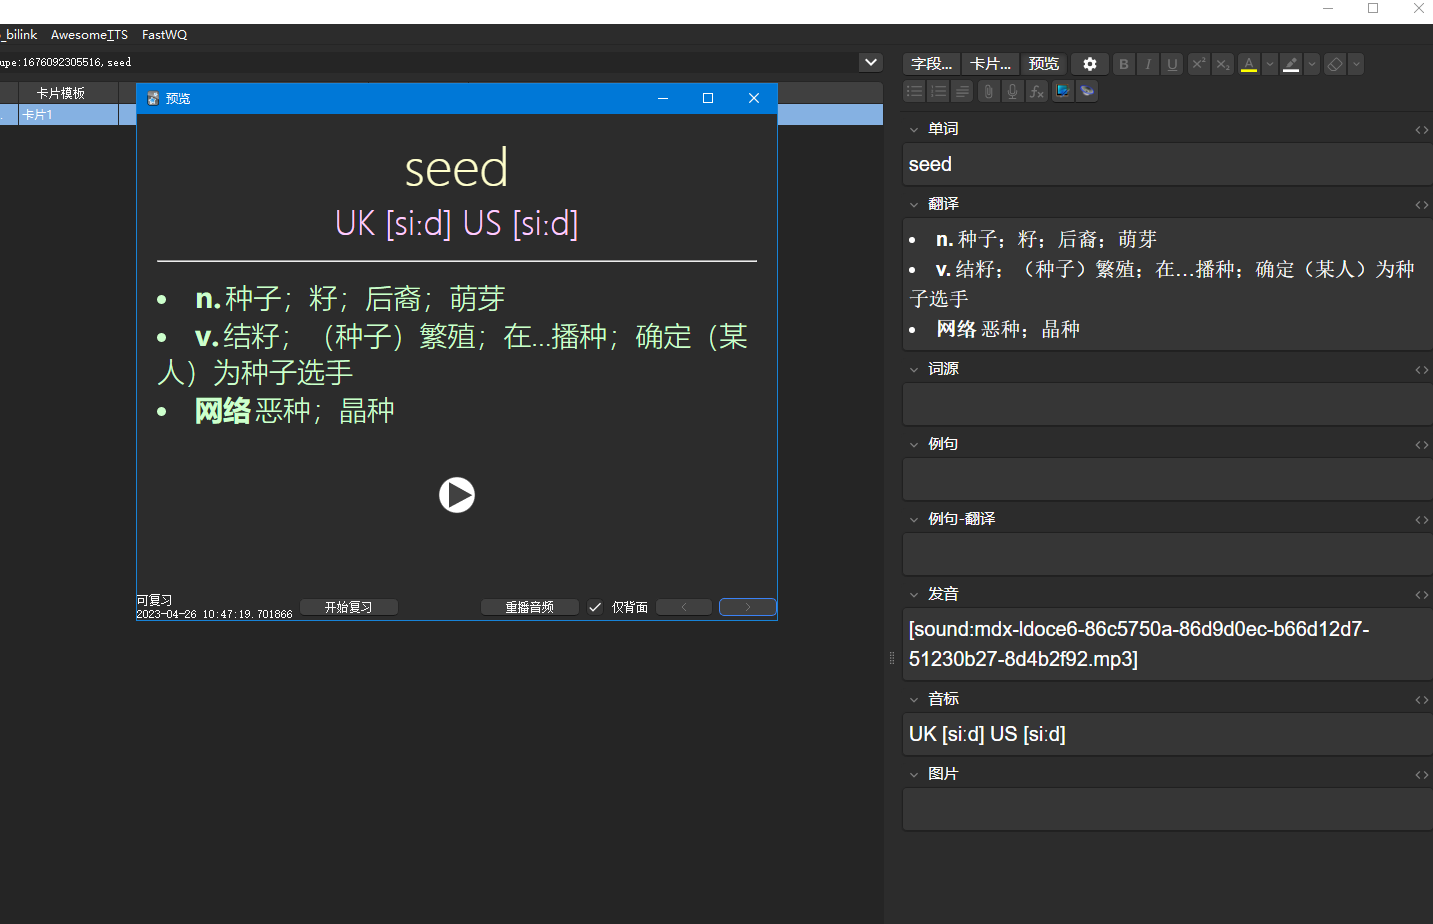 _bilink AwesomeTTS FastWQ
upe:1676092305516,seed
卡片模板
卡片1
预览
seed
UK [si:d] US [si:d]
• n. 种子；籽；后裔；萌芽
• v. 结籽；（种子）繁殖；在...播种；确定（某
人）为种子选手
• 网络 恶种；晶种
可复习
2023-04-26 10:47:19.701866
开始复习
重播音频
仅背面
字段... 卡片... 预览
B I U x² x₂ A
fx
单词
seed
翻译
• n. 种子；籽；后裔；萌芽
• v. 结籽；（种子）繁殖；在...播种；确定（某人）为种
子选手
• 网络 恶种；晶种
词源
例句
例句-翻译
发音
[sound:mdx-ldoce6-86c5750a-86d9d0ec-b66d12d7-
51230b27-8d4b2f92.mp3]
音标
UK [si:d] US [si:d]
图片